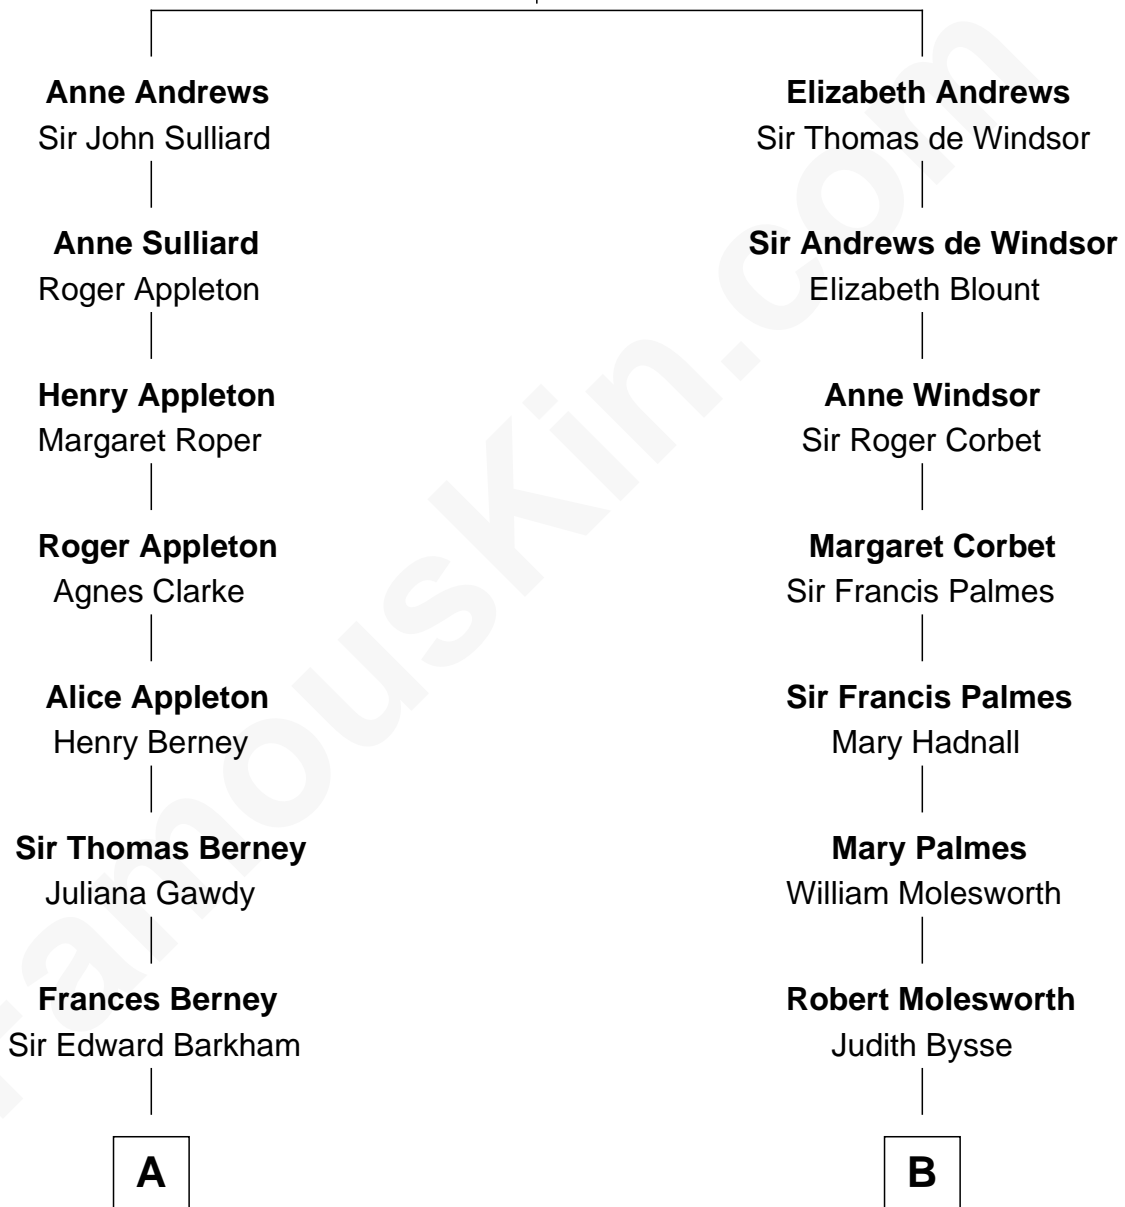 Anne Andrews
Sir John Sulliard
Anne Sulliard
Roger Appleton
Henry Appleton
Margaret Roper
Roger Appleton
Agnes Clarke
Alice Appleton
Henry Berney
Sir Thomas Berney
Juliana Gawdy
Frances Berney
Sir Edward Barkham
A
Elizabeth Andrews
Sir Thomas de Windsor
Sir Andrews de Windsor
Elizabeth Blount
Anne Windsor
Sir Roger Corbet
Margaret Corbet
Sir Francis Palmes
Sir Francis Palmes
Mary Hadnall
Mary Palmes
William Molesworth
Robert Molesworth
Judith Bysse
B
FamousKin.com